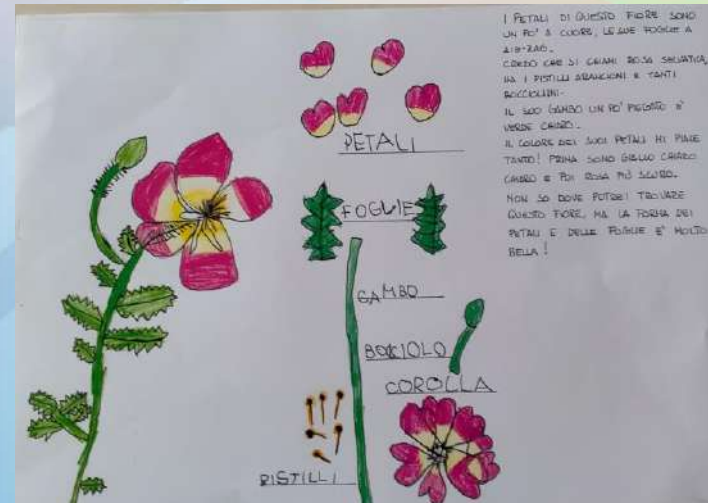 PETALI
FOGLIE
GAMBO
BOCCIOLO
COROLLA
PISTILLI
I PETALI DI QUESTO FIORE SONO
UN PO' A CUORE, LE SUE FOGLIE A
ZIG-ZAG.
CREDO CHE SI CHIAMI ROSA SELVATICA,
HA I PISTILLI ARANCIONI E TANTI
BOCCIOLINI.
IL SUO GAMBO UN PO' PIEGATO E'
VERDE CHIARO.
IL COLORE DEI SUOI PETALI MI PIACE
TANTO! PRIMA SONO GIALLO CHIARO
CHIARO E POI ROSA PIÙ SCURO.
NON SO DOVE POTREI TROVARE
QUESTO FIORE, MA LA FORMA DEI
PETALI E DELLE FOGLIE E' MOLTO
BELLA!